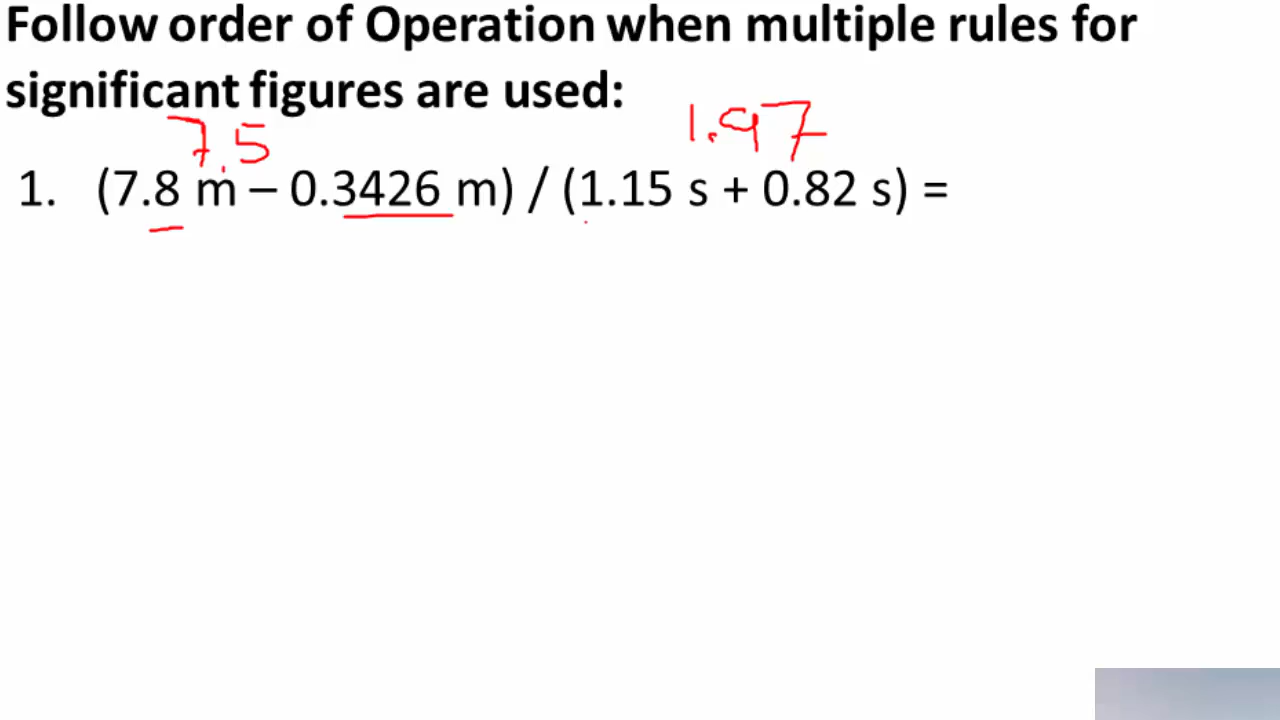 Follow order of Operation when multiple rules for
significant figures are used:
7.5 1.97
1. (7.8 m – 0.3426 m) / (1.15 s + 0.82 s) =